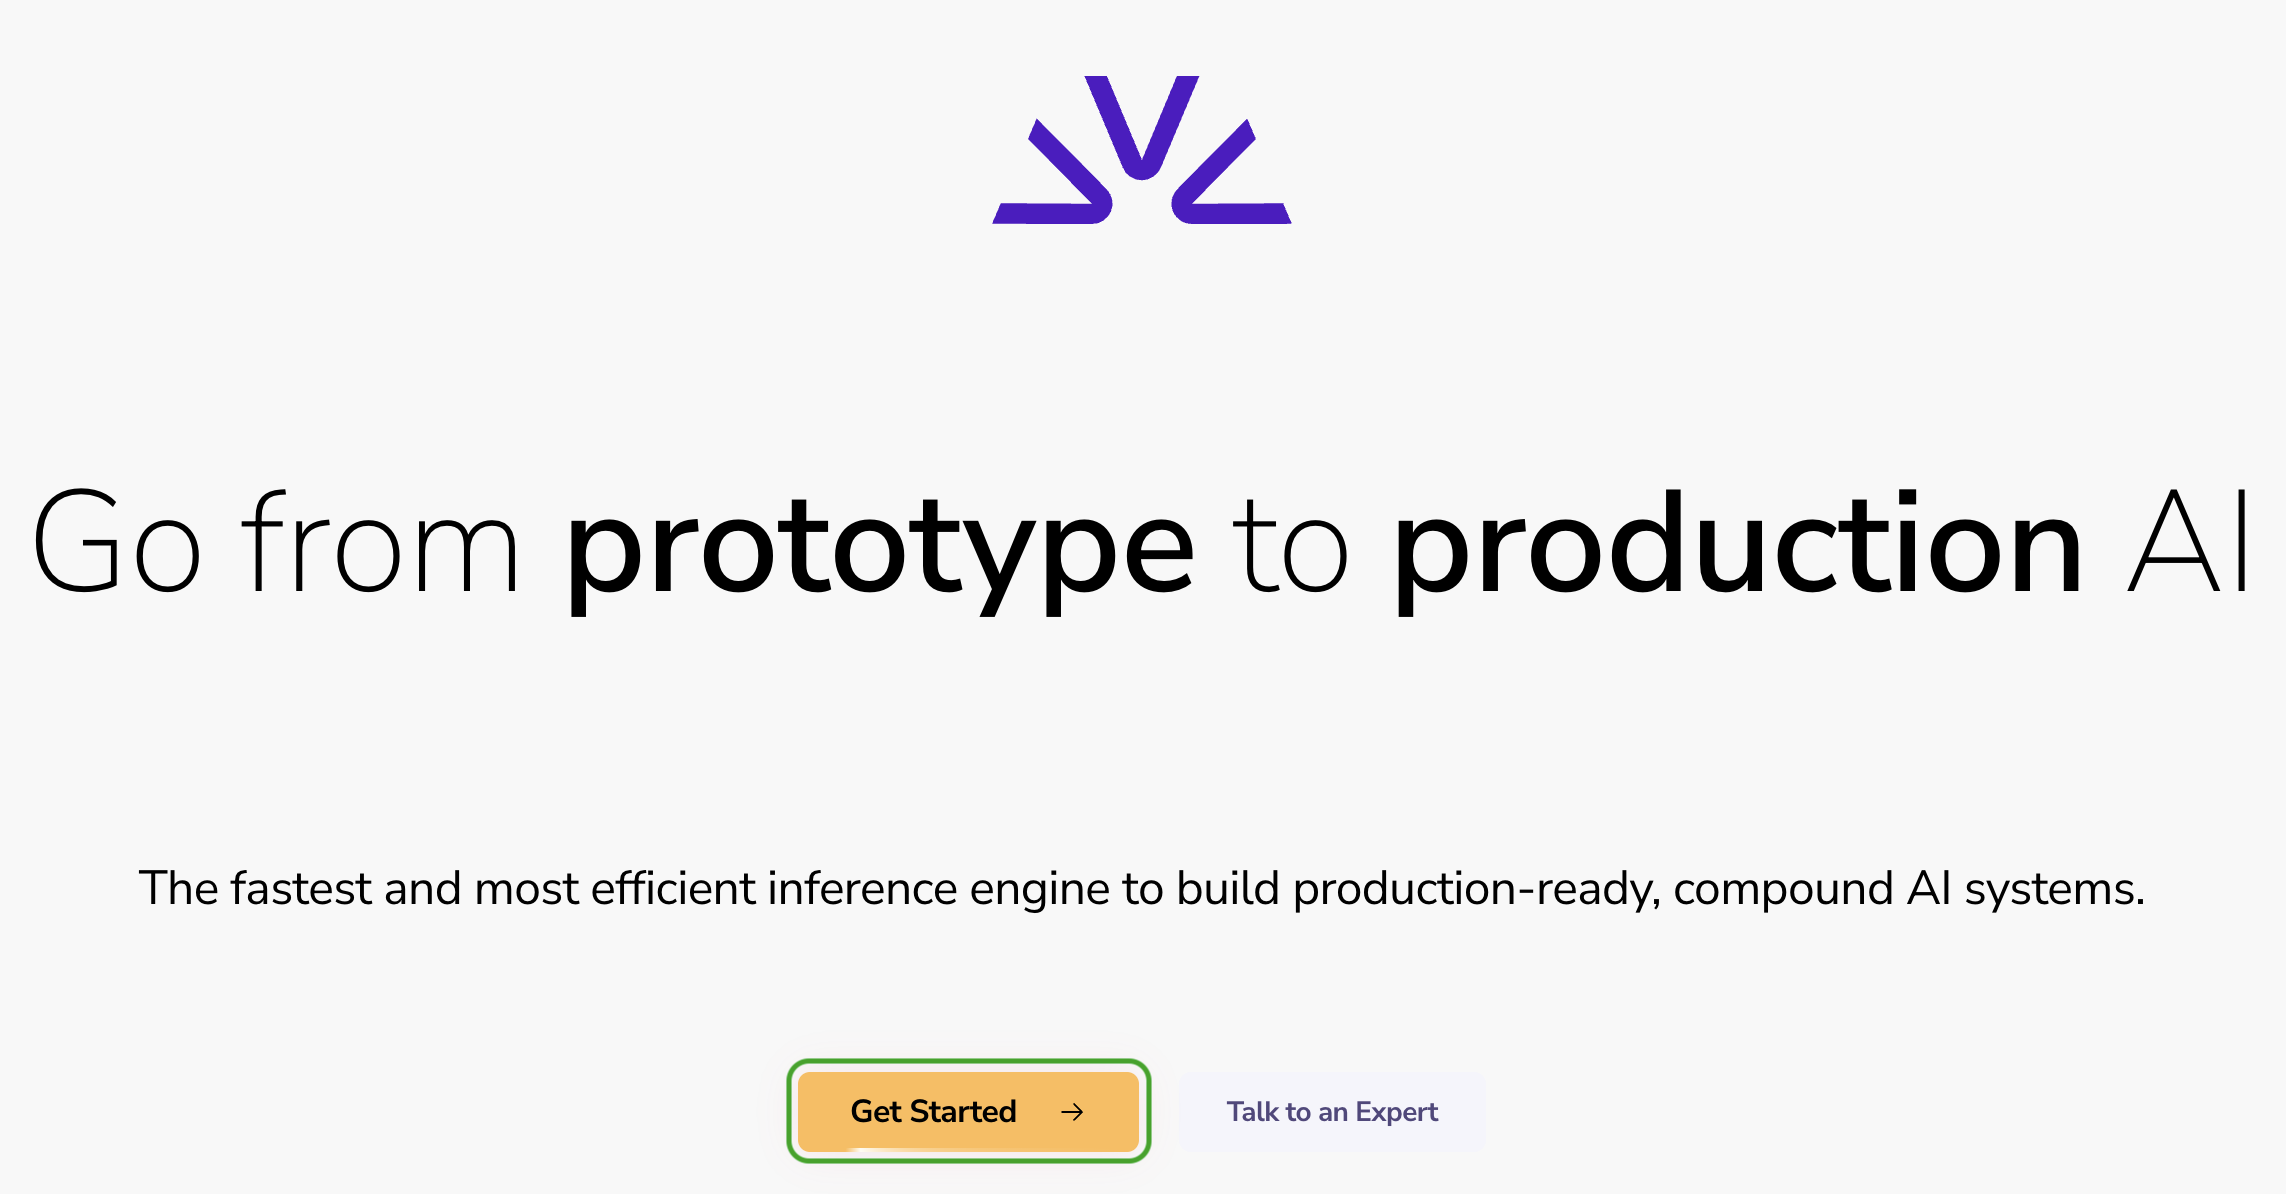 Go from prototype to production AI
The fastest and most efficient inference engine to build production-ready, compound AI systems.
Get Started →
Talk to an Expert